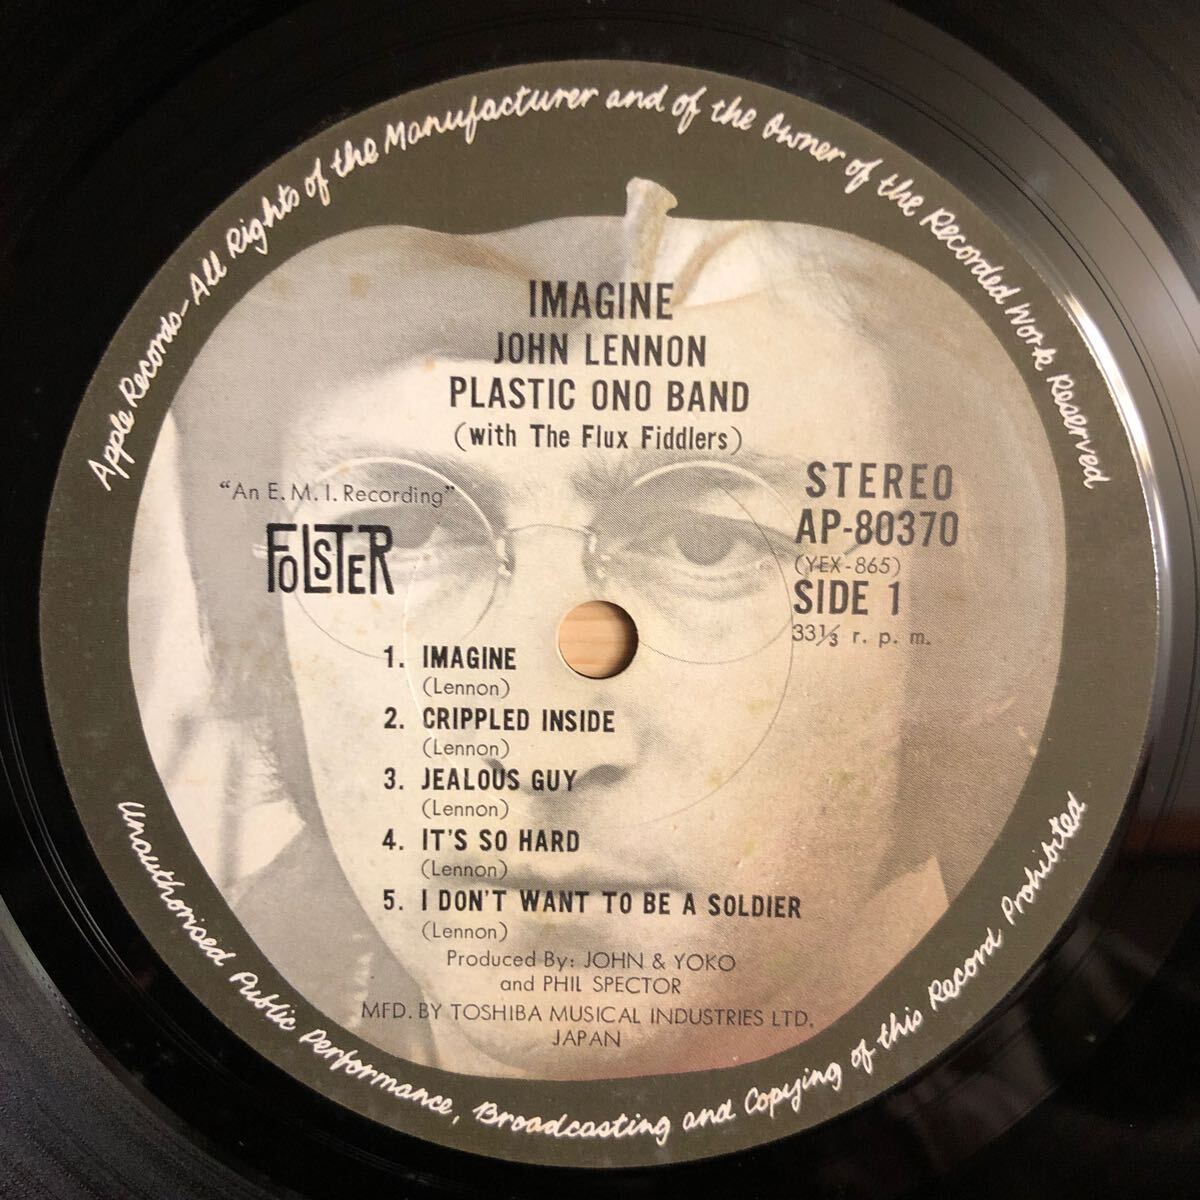 Apple Records-All Rights of the Manufacturer and of the Owner of the Recorded Work Reserved
IMAGINE
JOHN LENNON
PLASTIC ONO BAND
(with The Flux Fiddlers)
"An E.M.I. Recording"
FOLSTER
STEREO
AP-80370
(YEX-865)
SIDE 1
33⅓ r. p. m.
1. IMAGINE
(Lennon)
2. CRIPPLED INSIDE
(Lennon)
3. JEALOUS GUY
(Lennon)
4. IT'S SO HARD
(Lennon)
5. I DON'T WANT TO BE A SOLDIER
(Lennon)
Produced By: JOHN & YOKO
and PHIL SPECTOR
MFD. BY TOSHIBA MUSICAL INDUSTRIES LTD.
JAPAN
Unauthorised Public Performance, Broadcasting and Copying of this Record Prohibited